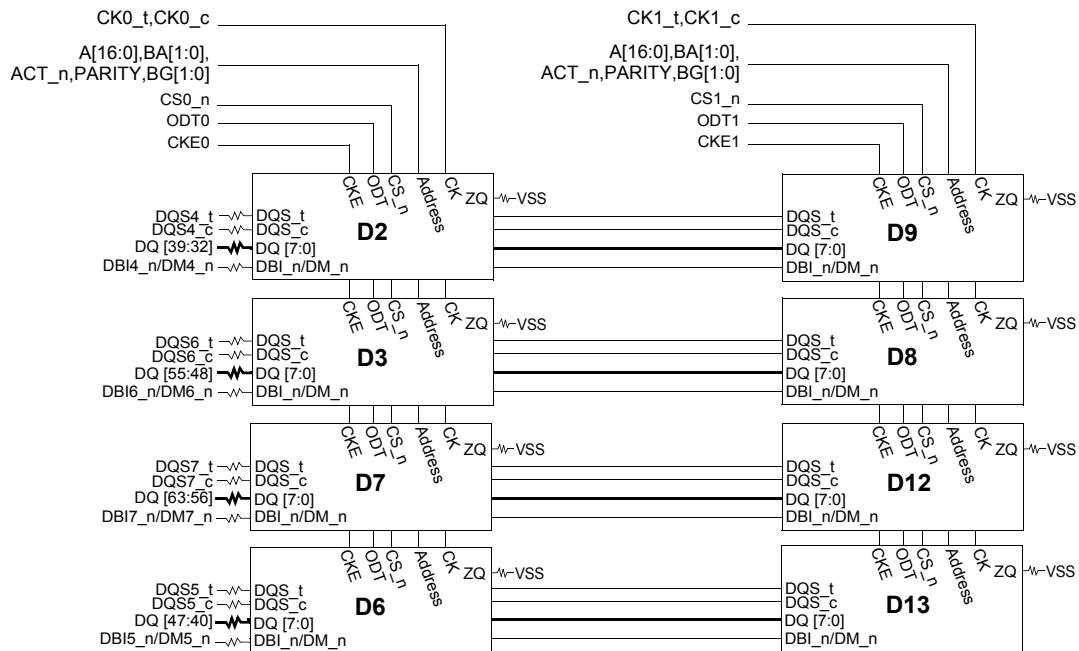 CK0_t,CK0_c
A[16:0],BA[1:0],
ACT_n,PARITY,BG[1:0]
CS0_n
ODT0
CKE0
CK1_t,CK1_c
A[16:0],BA[1:0],
ACT_n,PARITY,BG[1:0]
CS1_n
ODT1
CKE1
CKE ODT CS_n Address CK ZQ VSS
DQS4_t DQS_t
DQS4_c DQS_c
DQ [39:32] DQ [7:0]
DBI4_n/DM4_n DBI_n/DM_n
D2
CKE ODT CS_n Address CK ZQ VSS
DQS_t
DQS_c
DQ [7:0]
DBI_n/DM_n
D9
CKE ODT CS_n Address CK ZQ VSS
DQS6_t DQS_t
DQS6_c DQS_c
DQ [55:48] DQ [7:0]
DBI6_n/DM6_n DBI_n/DM_n
D3
CKE ODT CS_n Address CK ZQ VSS
DQS_t
DQS_c
DQ [7:0]
DBI_n/DM_n
D8
CKE ODT CS_n Address CK ZQ VSS
DQS7_t DQS_t
DQS7_c DQS_c
DQ [63:56] DQ [7:0]
DBI7_n/DM7_n DBI_n/DM_n
D7
CKE ODT CS_n Address CK ZQ VSS
DQS_t
DQS_c
DQ [7:0]
DBI_n/DM_n
D12
CKE ODT CS_n Address CK ZQ VSS
DQS5_t DQS_t
DQS5_c DQS_c
DQ [47:40] DQ [7:0]
DBI5_n/DM5_n DBI_n/DM_n
D6
CKE ODT CS_n Address CK ZQ VSS
DQS_t
DQS_c
DQ [7:0]
DBI_n/DM_n
D13